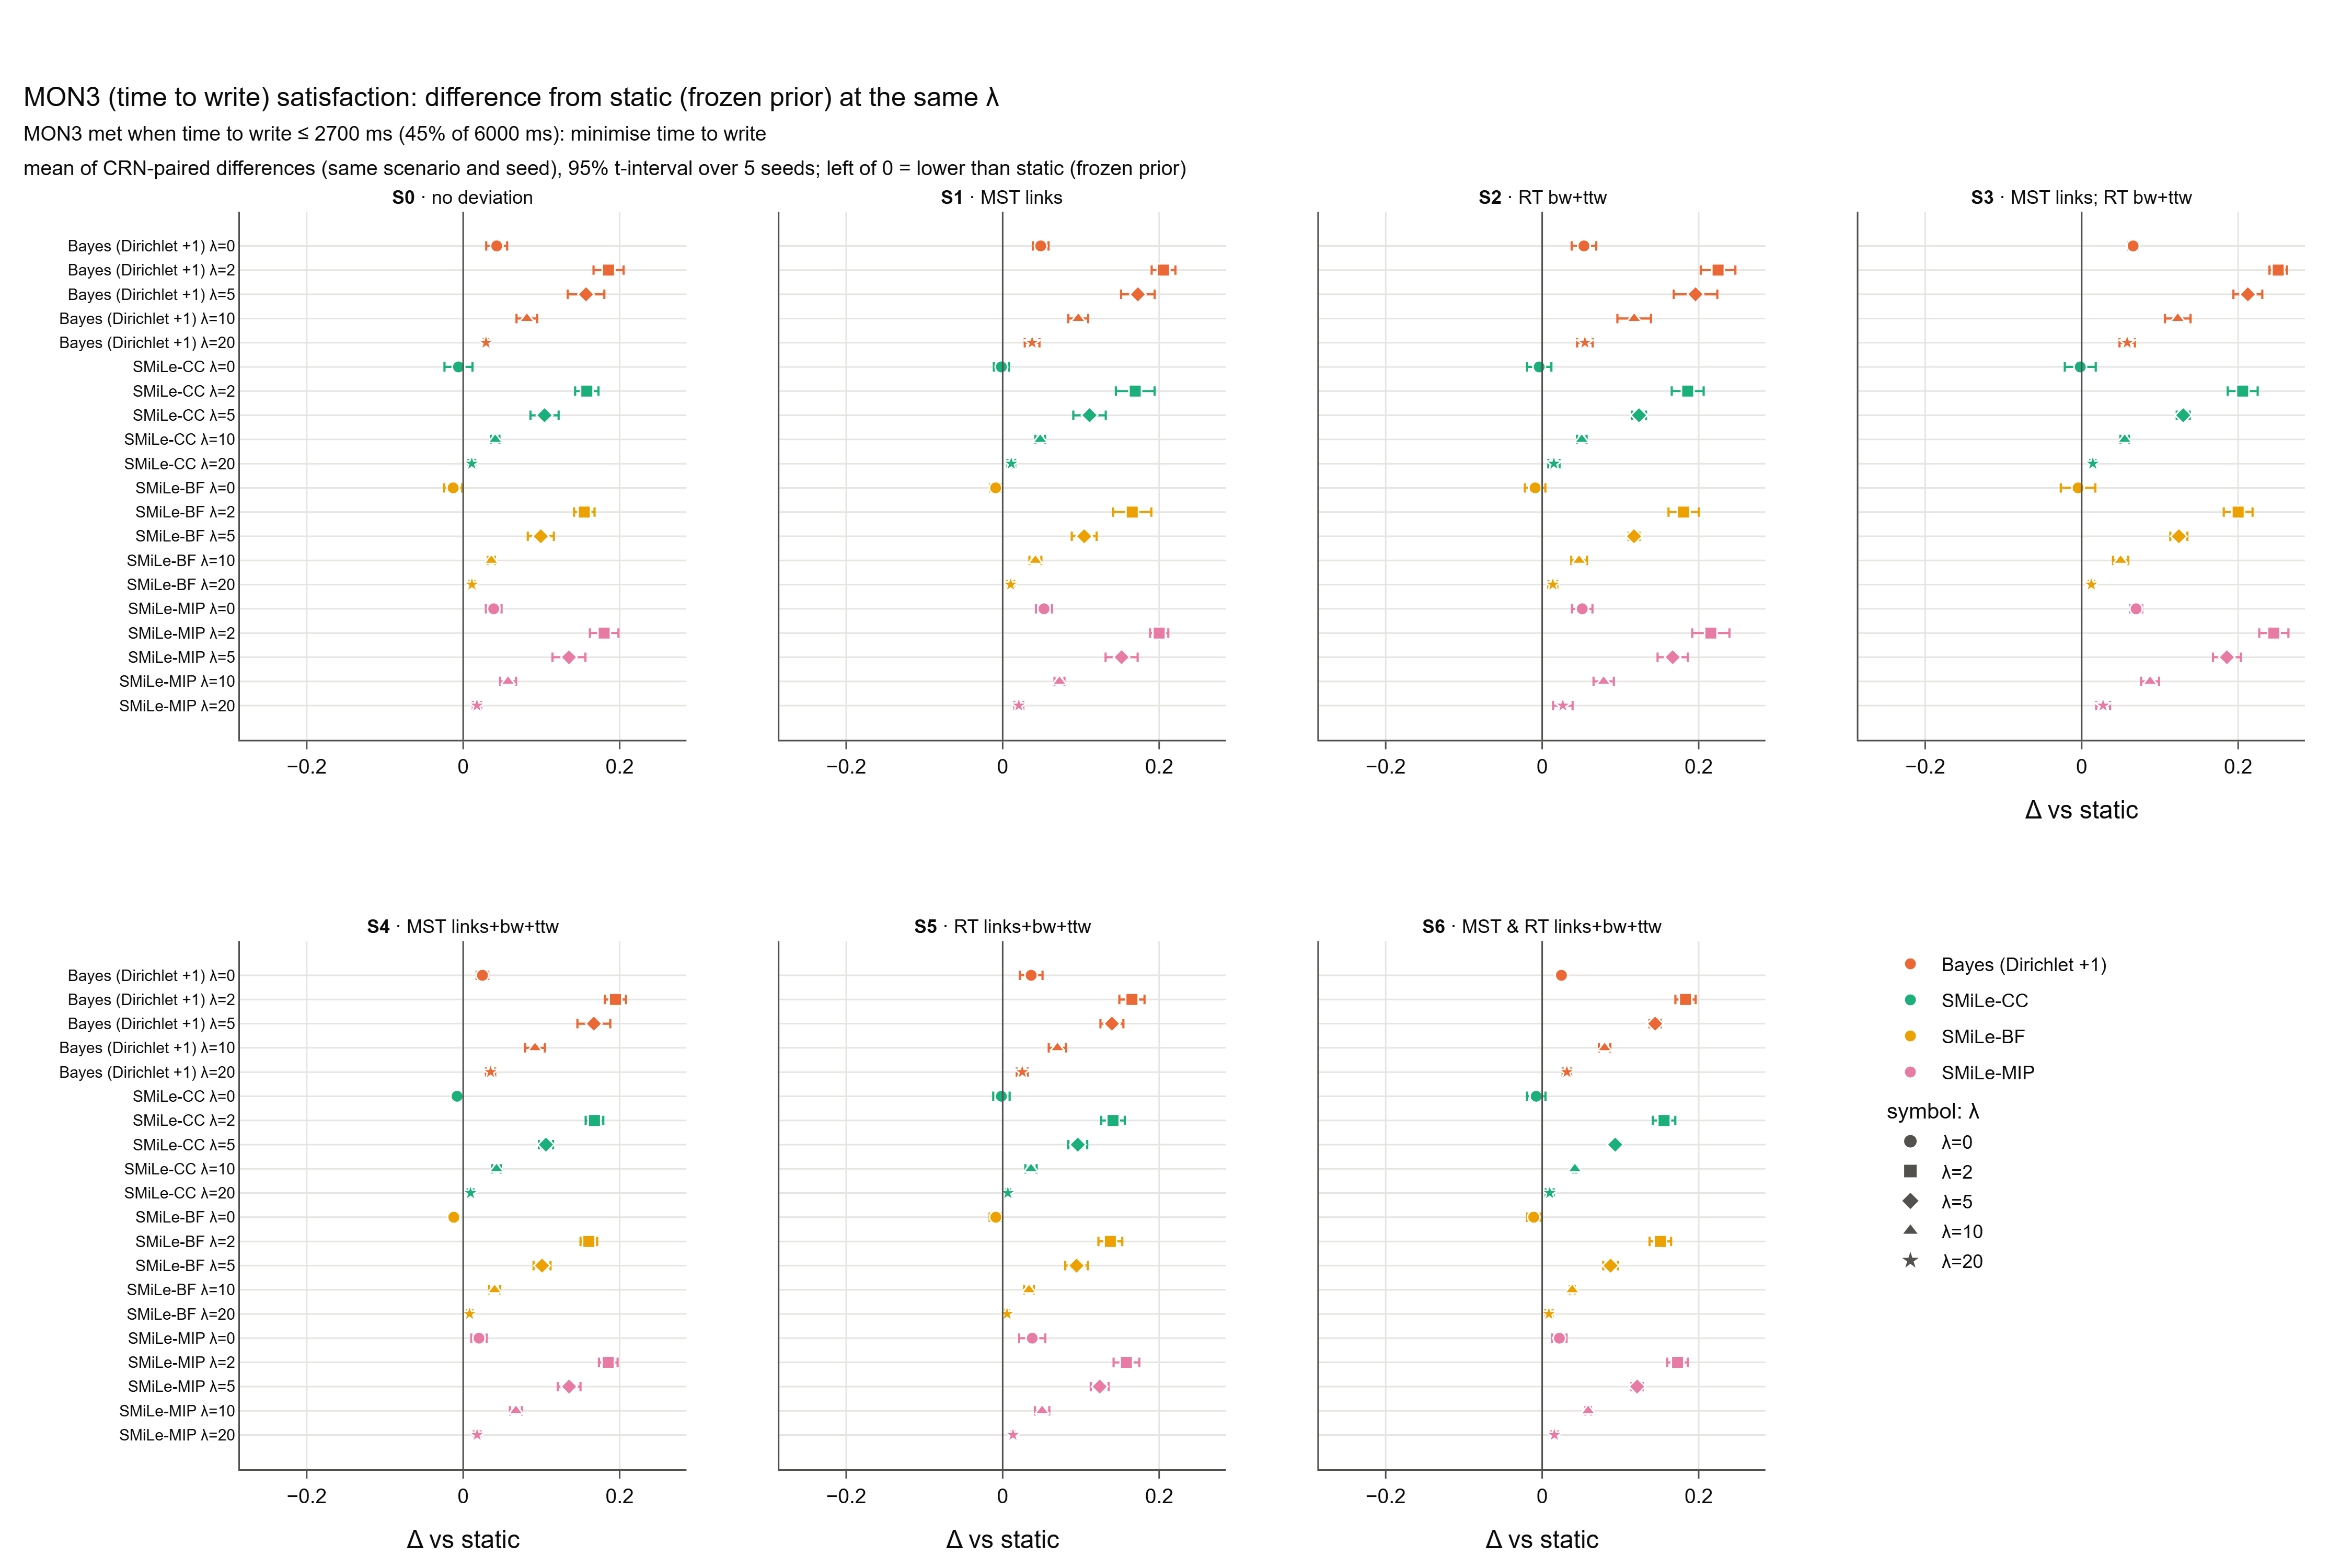 MON3 (time to write) satisfaction: difference from static (frozen prior) at the same λ
MON3 met when time to write ≤ 2700 ms (45% of 6000 ms): minimise time to write
mean of CRN-paired differences (same scenario and seed), 95% t-interval over 5 seeds; left of 0 = lower than static (frozen prior)
S0 · no deviation
S1 · MST links
S2 · RT bw+ttw
S3 · MST links; RT bw+ttw
Bayes (Dirichlet +1) λ=0
Bayes (Dirichlet +1) λ=2
Bayes (Dirichlet +1) λ=5
Bayes (Dirichlet +1) λ=10
Bayes (Dirichlet +1) λ=20
SMiLe-CC λ=0
SMiLe-CC λ=2
SMiLe-CC λ=5
SMiLe-CC λ=10
SMiLe-CC λ=20
SMiLe-BF λ=0
SMiLe-BF λ=2
SMiLe-BF λ=5
SMiLe-BF λ=10
SMiLe-BF λ=20
SMiLe-MIP λ=0
SMiLe-MIP λ=2
SMiLe-MIP λ=5
SMiLe-MIP λ=10
SMiLe-MIP λ=20
−0.2 0 0.2
−0.2 0 0.2
−0.2 0 0.2
−0.2 0 0.2
Δ vs static
S4 · MST links+bw+ttw
S5 · RT links+bw+ttw
S6 · MST & RT links+bw+ttw
Bayes (Dirichlet +1) λ=0
Bayes (Dirichlet +1) λ=2
Bayes (Dirichlet +1) λ=5
Bayes (Dirichlet +1) λ=10
Bayes (Dirichlet +1) λ=20
SMiLe-CC λ=0
SMiLe-CC λ=2
SMiLe-CC λ=5
SMiLe-CC λ=10
SMiLe-CC λ=20
SMiLe-BF λ=0
SMiLe-BF λ=2
SMiLe-BF λ=5
SMiLe-BF λ=10
SMiLe-BF λ=20
SMiLe-MIP λ=0
SMiLe-MIP λ=2
SMiLe-MIP λ=5
SMiLe-MIP λ=10
SMiLe-MIP λ=20
−0.2 0 0.2
−0.2 0 0.2
−0.2 0 0.2
Δ vs static
Δ vs static
Δ vs static
Bayes (Dirichlet +1)
SMiLe-CC
SMiLe-BF
SMiLe-MIP
symbol: λ
λ=0
λ=2
λ=5
λ=10
λ=20